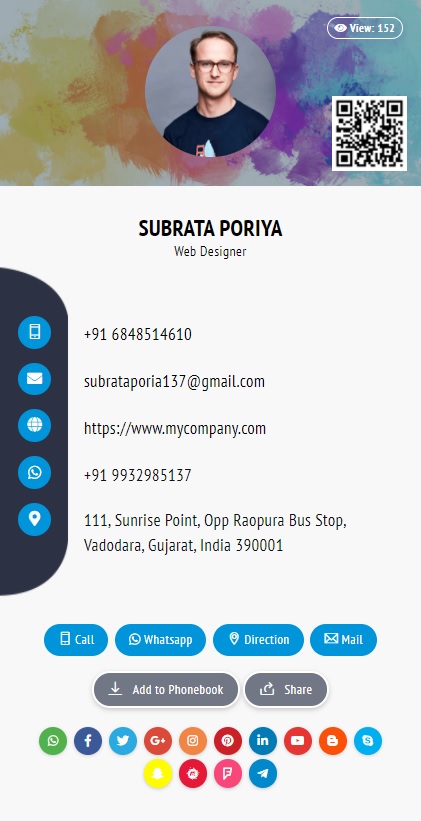 View: 152
SUBRATA PORIYA
Web Designer
+91 6848514610
subrataporia137@gmail.com
https://www.mycompany.com
+91 9932985137
111, Sunrise Point, Opp Raopura Bus Stop,
Vadodara, Gujarat, India 390001
Call Whatsapp Direction Mail
Add to Phonebook Share